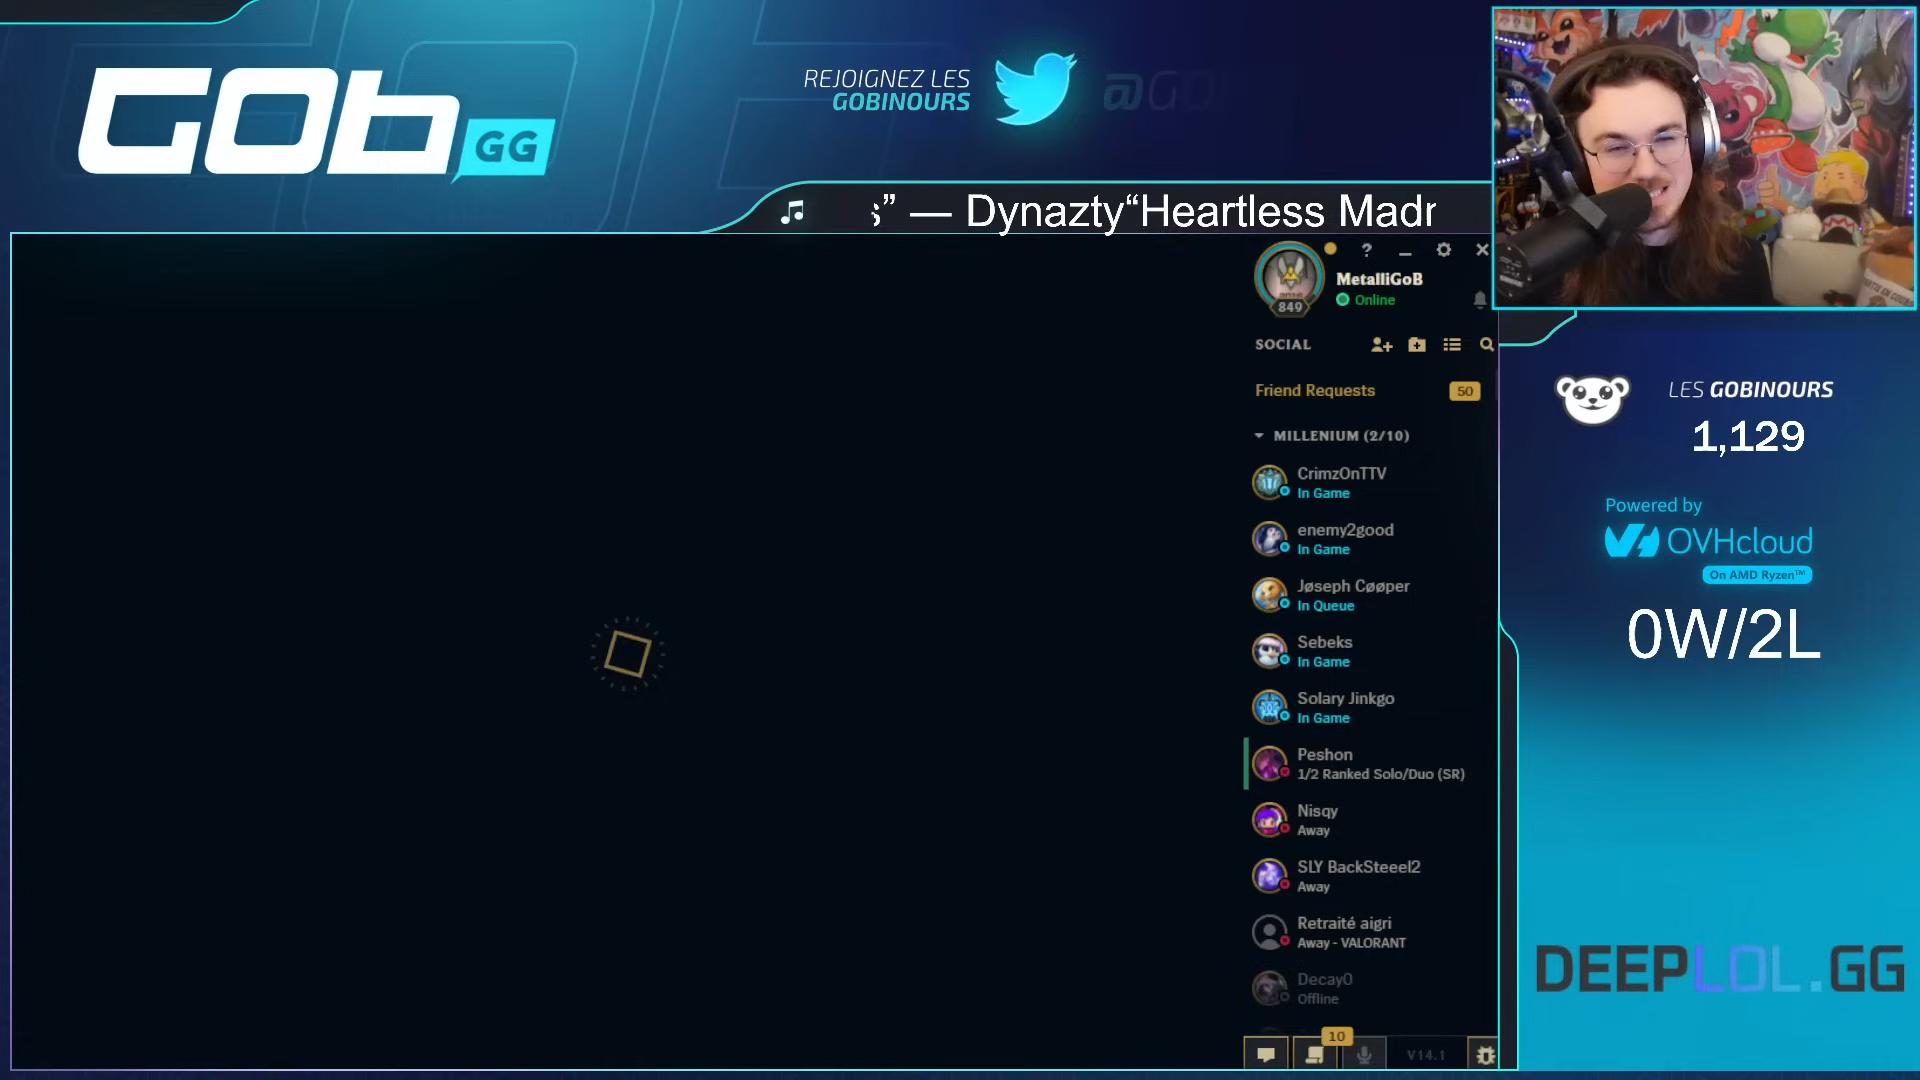 GOb GG
REJOIGNEZ LES
GOBINOURS
@GO
s” — Dynazty“Heartless Madr
849
MetalliGoB
Online
SOCIAL
Friend Requests
50
MILLENIUM (2/10)
CrimzOnTTV
In Game
enemy2good
In Game
Jøseph Cøøper
In Queue
Sebeks
In Game
Solary Jinkgo
In Game
Peshon
1/2 Ranked Solo/Duo (SR)
Nisqy
Away
SLY BackSteeel2
Away
Retraité aigri
Away - VALORANT
Decay0
Offline
10
V14.1
LES GOBINOURS
1,129
Powered by
OVHcloud
On AMD Ryzen™
0W/2L
DEEPLOL.GG